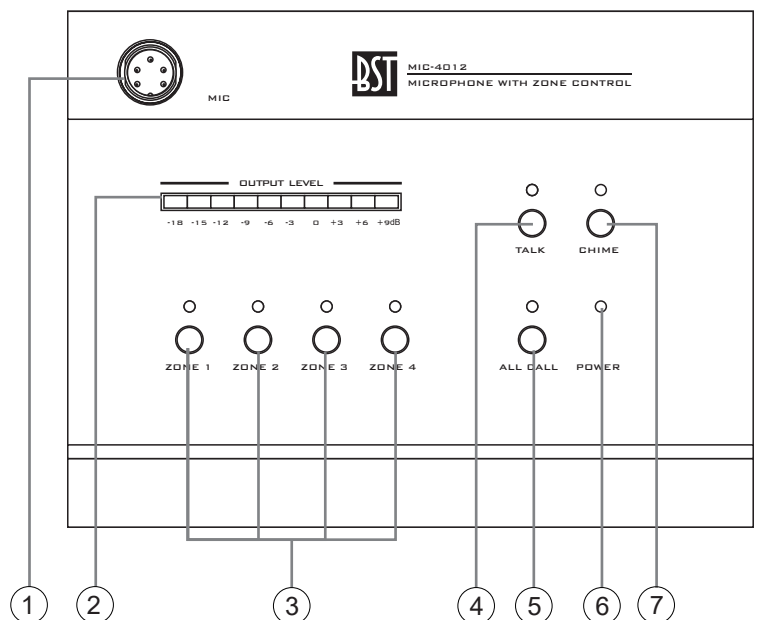 BST
MIC-4012
MICROPHONE WITH ZONE CONTROL
MIC
OUTPUT LEVEL
-18 -15 -12 -9 -6 -3 0 +3 +6 +9dB
TALK CHIME
ZONE 1 ZONE 2 ZONE 3 ZONE 4 ALL CALL POWER
1 2 3 4 5 6 7